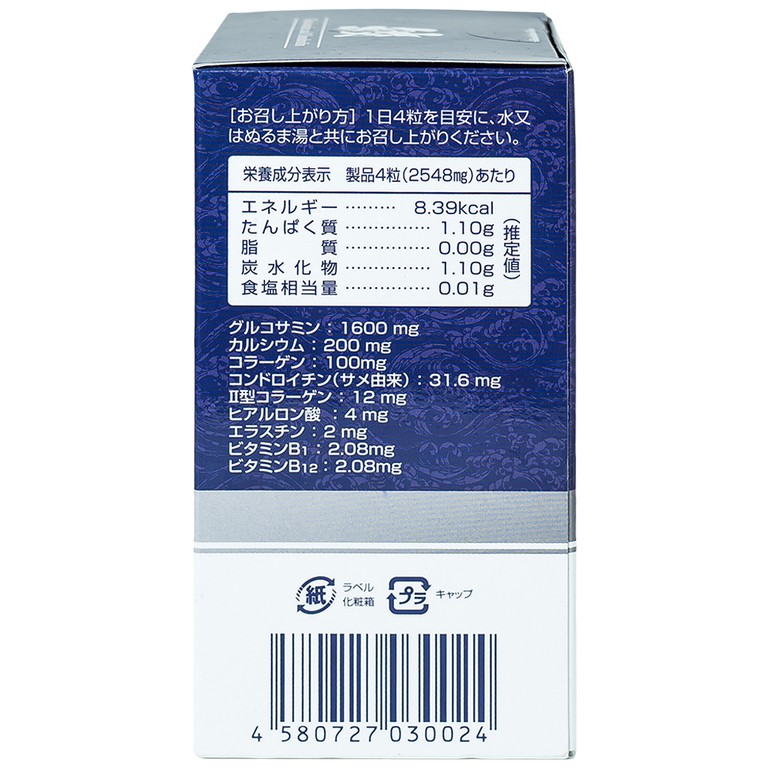 [お召し上がり方] 1日4粒を目安に、水又
はぬるま湯と共にお召し上がりください。
栄養成分表示 製品4粒(2548㎎)あたり
エネルギー……… 8.39kcal
たんぱく質 …………… 1.10g
脂質 …………… 0.00g
炭水化物 …………… 1.10g
食塩相当量 …………… 0.01g
(推定値)
グルコサミン : 1600 mg
カルシウム : 200 mg
コラーゲン : 100mg
コンドロイチン(サメ由来) : 31.6 mg
Ⅱ型コラーゲン : 12 mg
ヒアルロン酸 : 4 mg
エラスチン : 2 mg
ビタミンB1 : 2.08mg
ビタミンB12 : 2.08mg
紙 ラベル
化粧箱
プラ キャップ
4 580727 030024